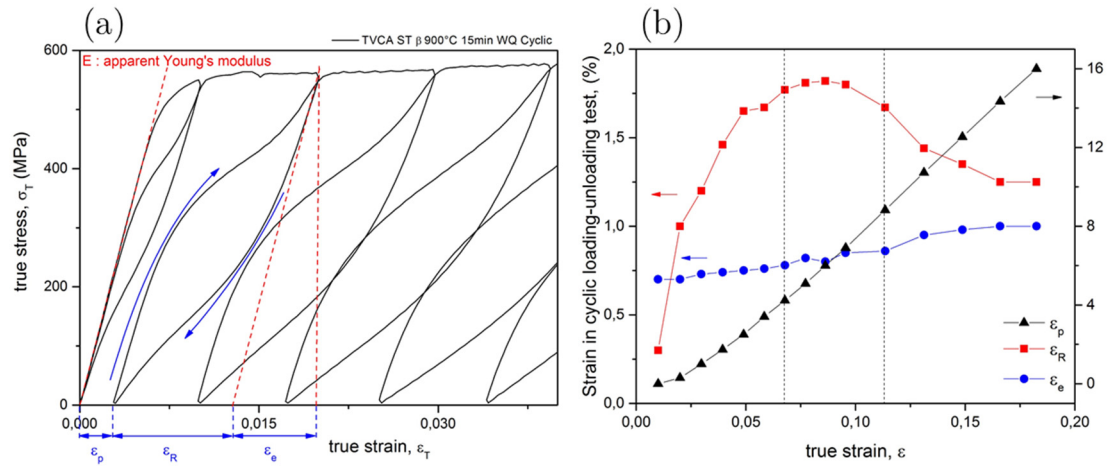 (a)
TVCA ST β 900°C 15min WQ Cyclic
E : apparent Young's modulus
600
400
200
0
0,000
0,015
0,030
true stress, σT (MPa)
true strain, εT
εp
εR
εe
(b)
2,0
1,5
1,0
0,5
0,0
16
12
8
4
0
0,00
0,05
0,10
0,15
0,20
Strain in cyclic loading-unloading test, (%)
true strain, ε
εp
εR
εe